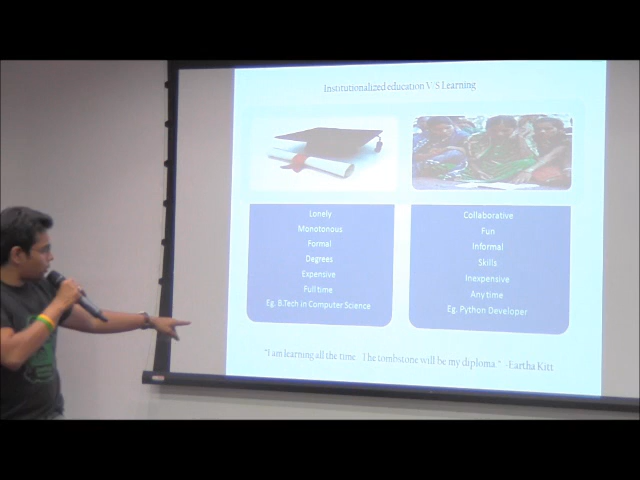 Institutionalized education V/S Learning
Lonely
Monotonous
Formal
Degrees
Expensive
Full time
Eg. B.Tech in Computer Science
Collaborative
Fun
Informal
Skills
Inexpensive
Any time
Eg. Python Developer
"I am learning all the time. The tombstone will be my diploma." -Eartha Kitt